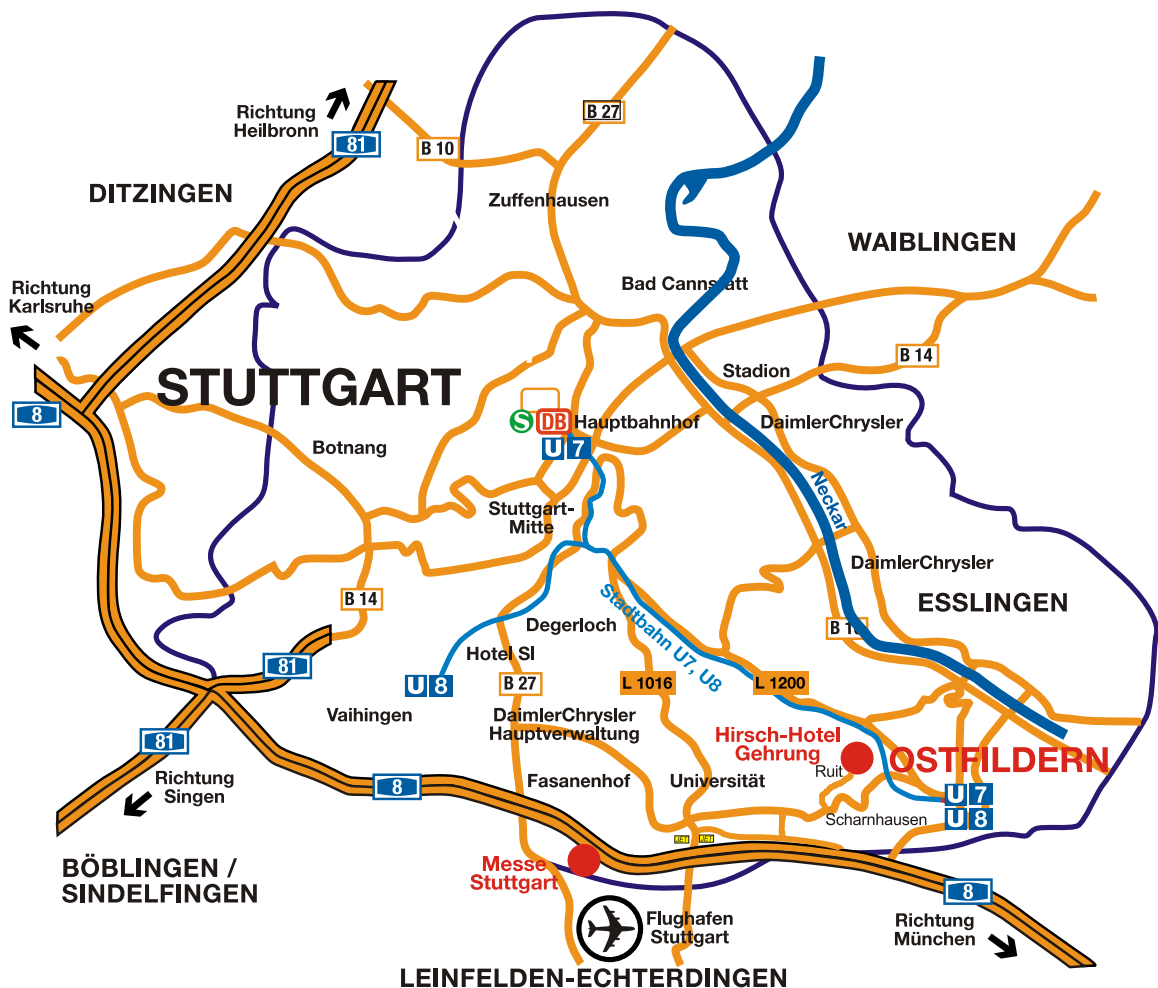 Richtung
Heilbronn
81
B 10
B 27
DITZINGEN
Zuffenhausen
WAIBLINGEN
Richtung
Karlsruhe
Bad Cannstatt
B 14
Stadion
STUTTGART
8
S
DB
Hauptbahnhof
DaimlerChrysler
U 7
Botnang
Neckar
Stuttgart-
Mitte
DaimlerChrysler
B 14
ESSLINGEN
Degerloch
Stadtbahn U7, U8
81
Hotel SI
U 8
B 27
L 1016
L 1200
Vaihingen
DaimlerChrysler
Hauptverwaltung
Hirsch-Hotel
Gehrung
81
OSTFILDERN
Ruit
Richtung
Singen
8
Fasanenhof
Universität
U 7
U 8
Scharnhausen
JET
JET
BÖBLINGEN /
SINDELFINGEN
Messe
Stuttgart
8
Flughafen
Stuttgart
Richtung
München
LEINFELDEN-ECHTERDINGEN